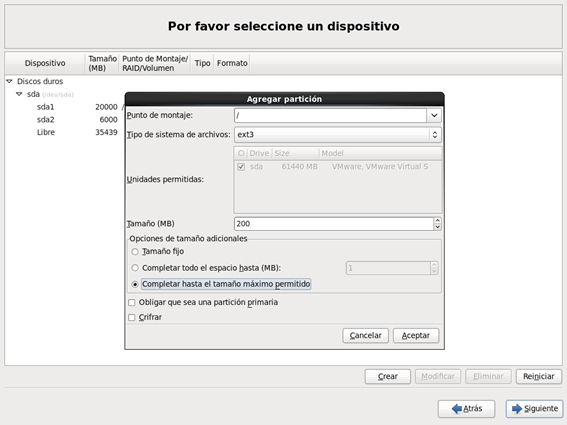 Por favor seleccione un dispositivo
Dispositivo Tamaño (MB) Punto de Montaje/ RAID/Volumen Tipo Formato
Discos duros
sda (/dev/sda)
sda1 20000 /
sda2 6000
Libre 35439
Agregar partición
Punto de montaje: /
Tipo de sistema de archivos: ext3
Drive Size Model
sda 61440 MB VMware, VMware Virtual S
Unidades permitidas:
Tamaño (MB) 200
Opciones de tamaño adicionales
Tamaño fijo
Completar todo el espacio hasta (MB): 1
Completar hasta el tamaño máximo permitido
Obligar que sea una partición primaria
Crifrar
Cancelar Aceptar
Crear Modificar Eliminar Reiniciar
Atrás Siguiente